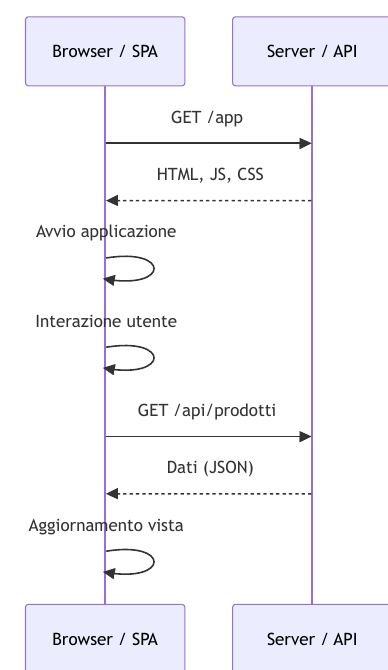 Browser / SPA
Server / API
GET /app
HTML, JS, CSS
Avvio applicazione
Interazione utente
GET /api/prodotti
Dati (JSON)
Aggiornamento vista
Browser / SPA
Server / API